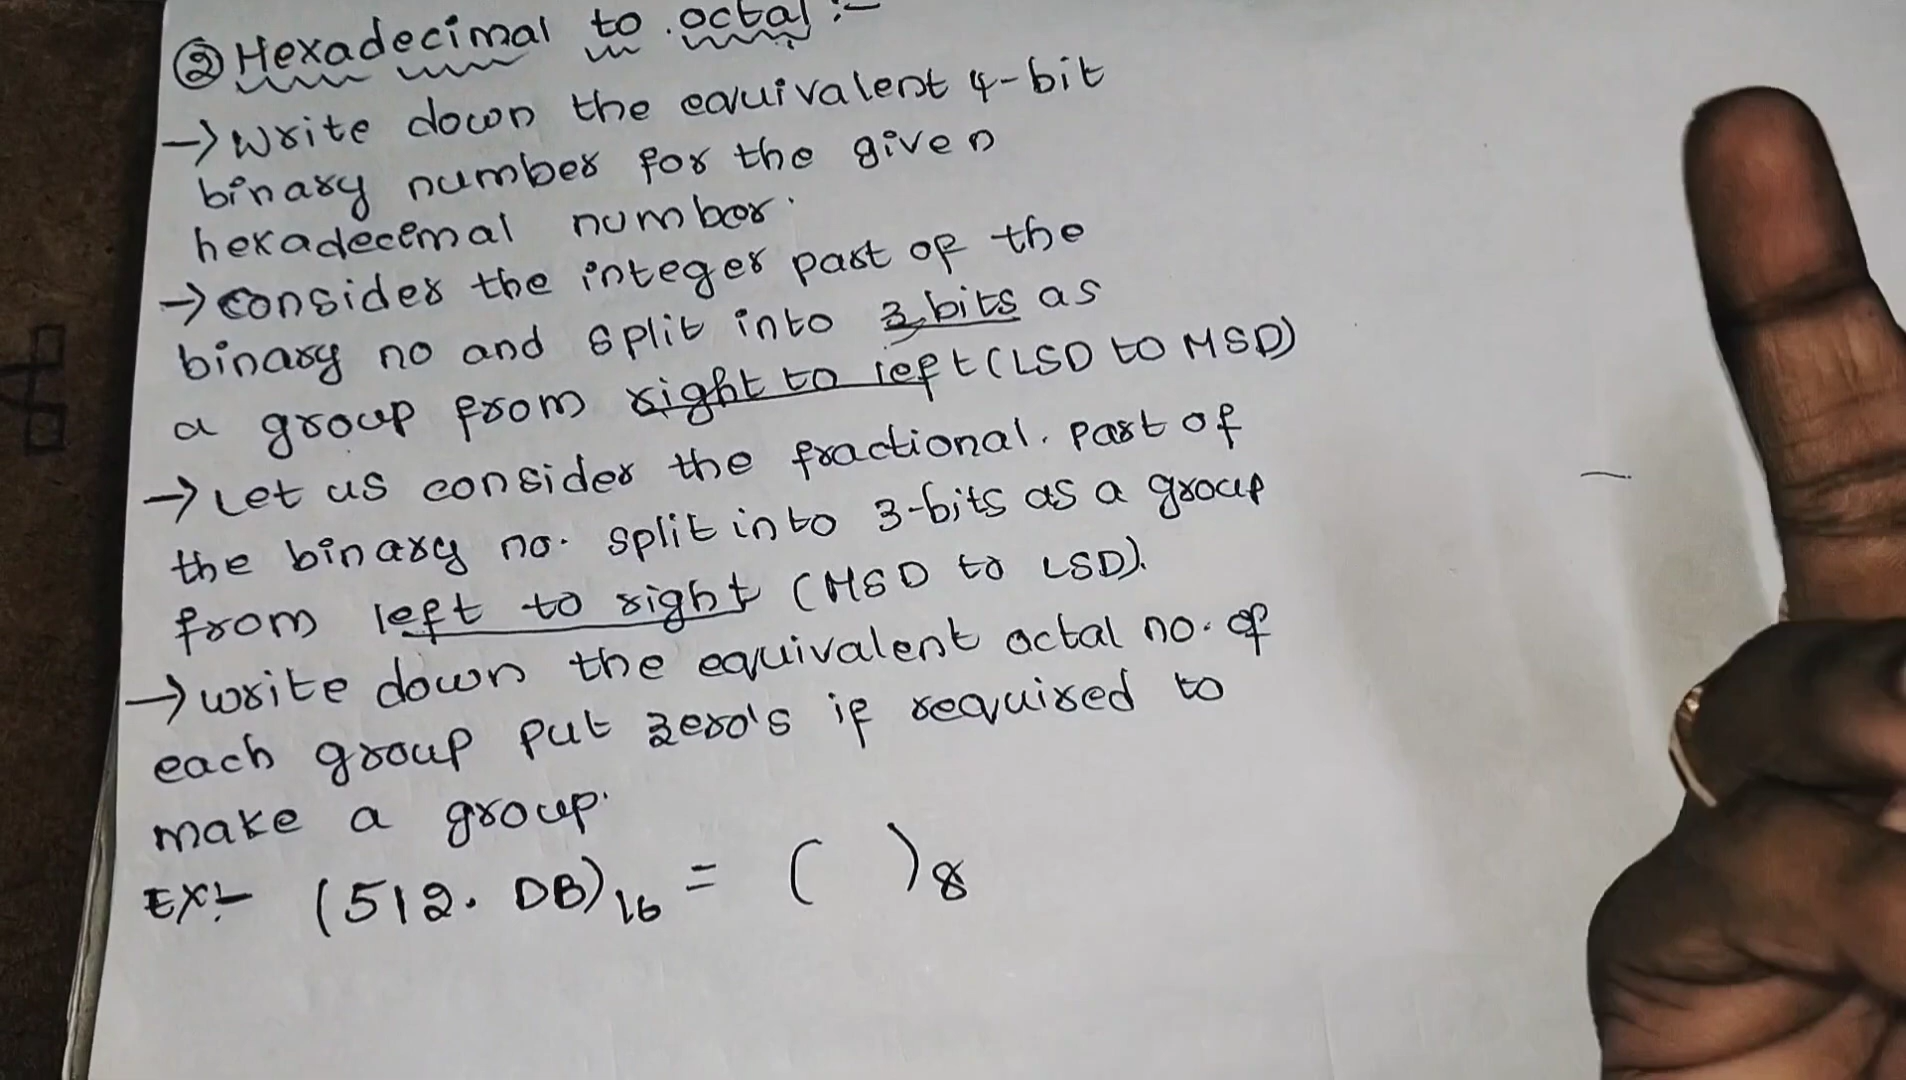 ② Hexadecimal to octal :-
→ Write down the equivalent 4-bit
binary number for the given
hexadecimal number.
→ consider the integer part of the
binary no and split into 3 bits as
a group from right to left (LSD to MSD)
→ Let us consider the fractional. part of
the binary no. split into 3-bits as a group
from left to right (MSD to LSD).
→ write down the equivalent octal no. of
each group put zero's if required to
make a group.
EX:- (512. DB)16 = ( )8